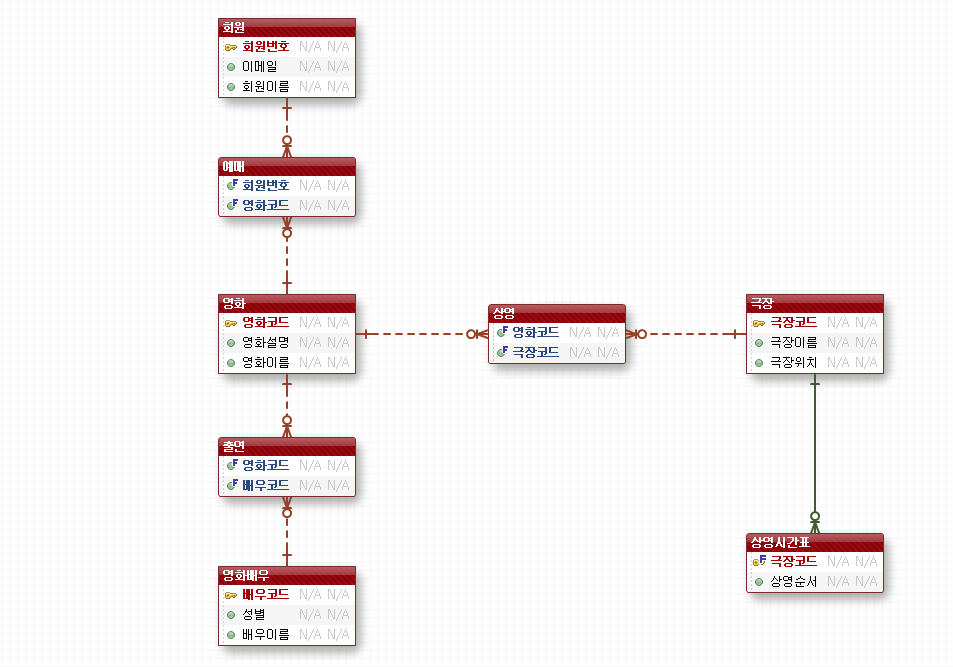 회원
회원번호 N/A N/A
이메일 N/A N/A
회원이름 N/A N/A
예매
F 회원번호 N/A N/A
F 영화코드 N/A N/A
영화
영화코드 N/A N/A
영화설명 N/A N/A
영화이름 N/A N/A
상영
F 영화코드 N/A N/A
F 극장코드 N/A N/A
극장
극장코드 N/A N/A
극장이름 N/A N/A
극장위치 N/A N/A
출연
F 영화코드 N/A N/A
F 배우코드 N/A N/A
상영시간표
F 극장코드 N/A N/A
상영순서 N/A N/A
영화배우
배우코드 N/A N/A
성별 N/A N/A
배우이름 N/A N/A